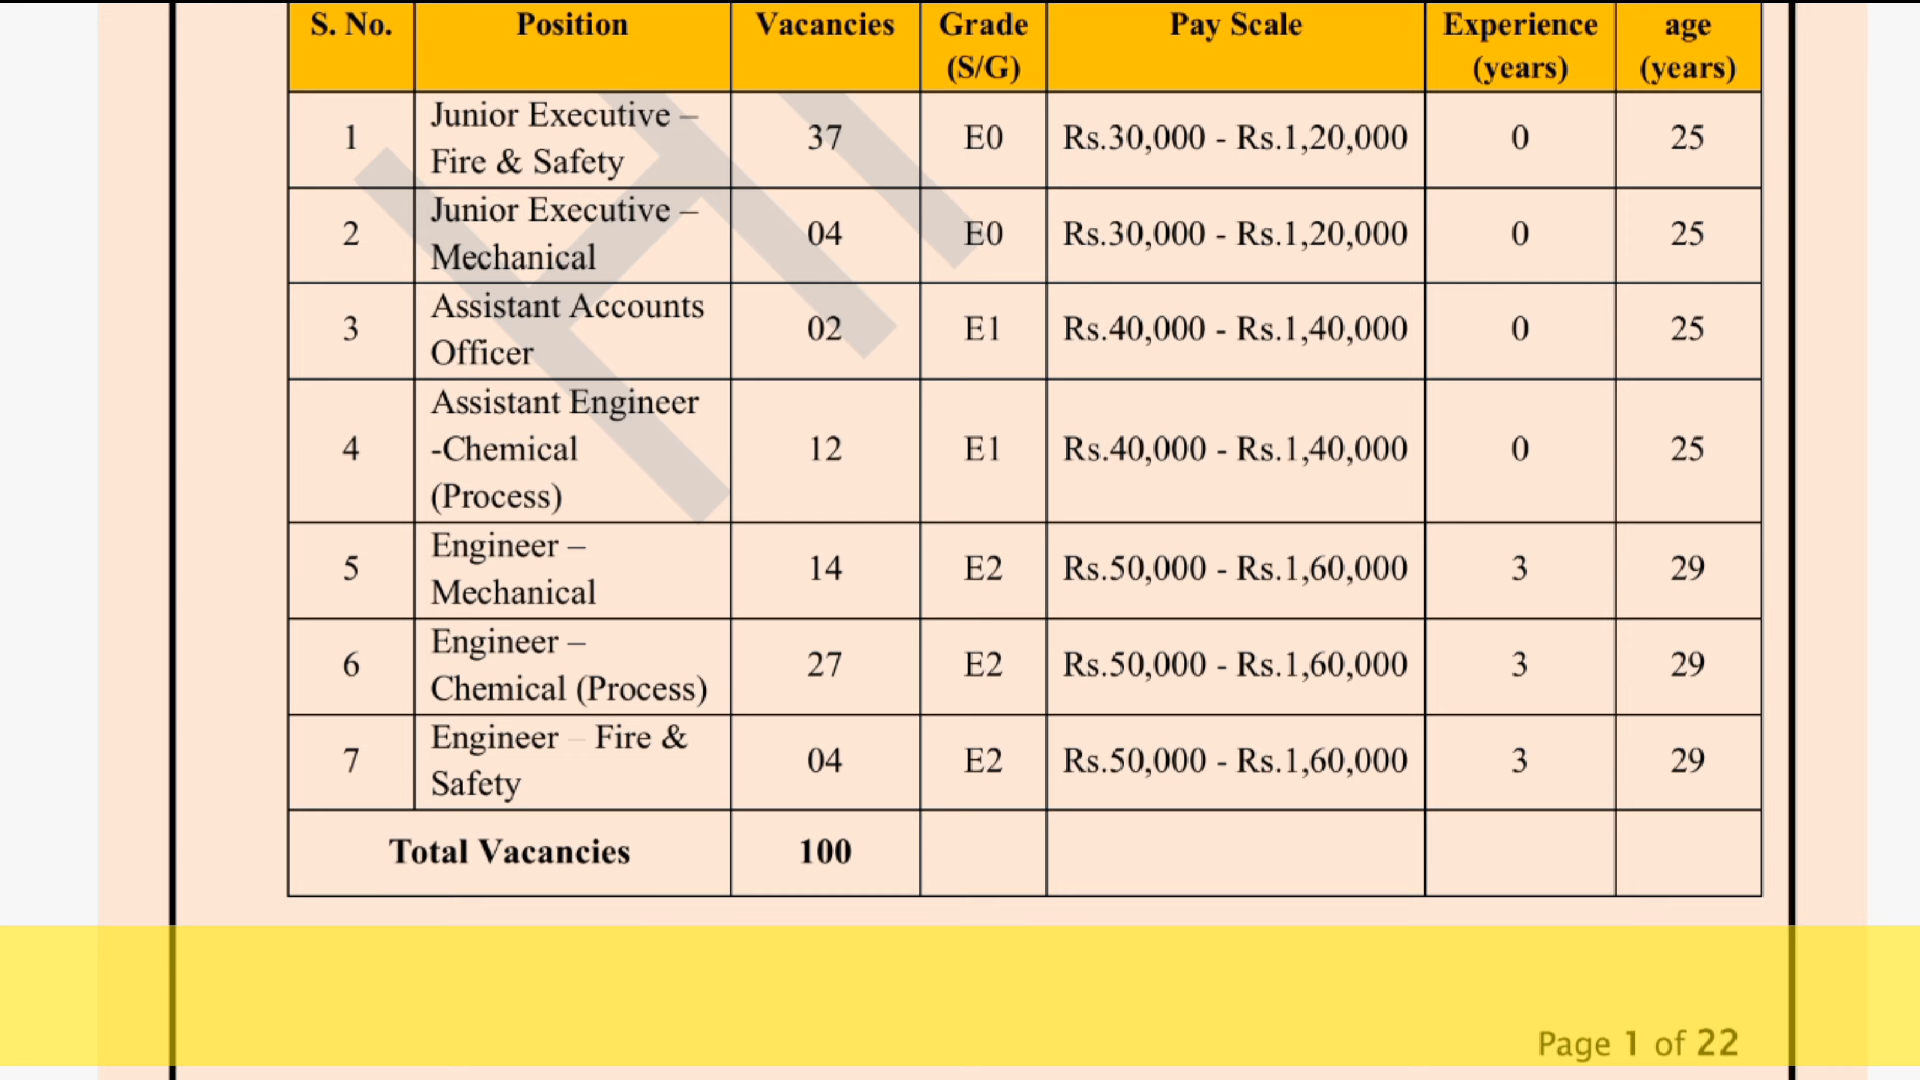 S. No. Position Vacancies Grade (S/G) Pay Scale Experience (years) age (years)
1 Junior Executive – Fire & Safety 37 E0 Rs.30,000 - Rs.1,20,000 0 25
2 Junior Executive – Mechanical 04 E0 Rs.30,000 - Rs.1,20,000 0 25
3 Assistant Accounts Officer 02 E1 Rs.40,000 - Rs.1,40,000 0 25
4 Assistant Engineer -Chemical (Process) 12 E1 Rs.40,000 - Rs.1,40,000 0 25
5 Engineer – Mechanical 14 E2 Rs.50,000 - Rs.1,60,000 3 29
6 Engineer – Chemical (Process) 27 E2 Rs.50,000 - Rs.1,60,000 3 29
7 Engineer – Fire & Safety 04 E2 Rs.50,000 - Rs.1,60,000 3 29
Total Vacancies 100
Page 1 of 22